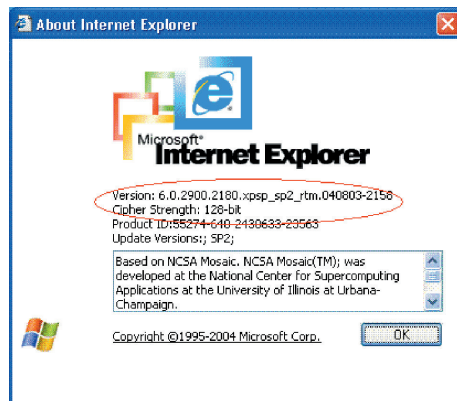 About Internet Explorer
Microsoft®
Internet Explorer
Version: 6.0.2900.2180.xpsp_sp2_rtm.040803-2158
Cipher Strength: 128-bit
Product ID:55274-640-2430633-23563
Update Versions:; SP2;
Based on NCSA Mosaic. NCSA Mosaic(TM); was
developed at the National Center for Supercomputing
Applications at the University of Illinois at Urbana-
Champaign.
Copyright ©1995-2004 Microsoft Corp.
OK